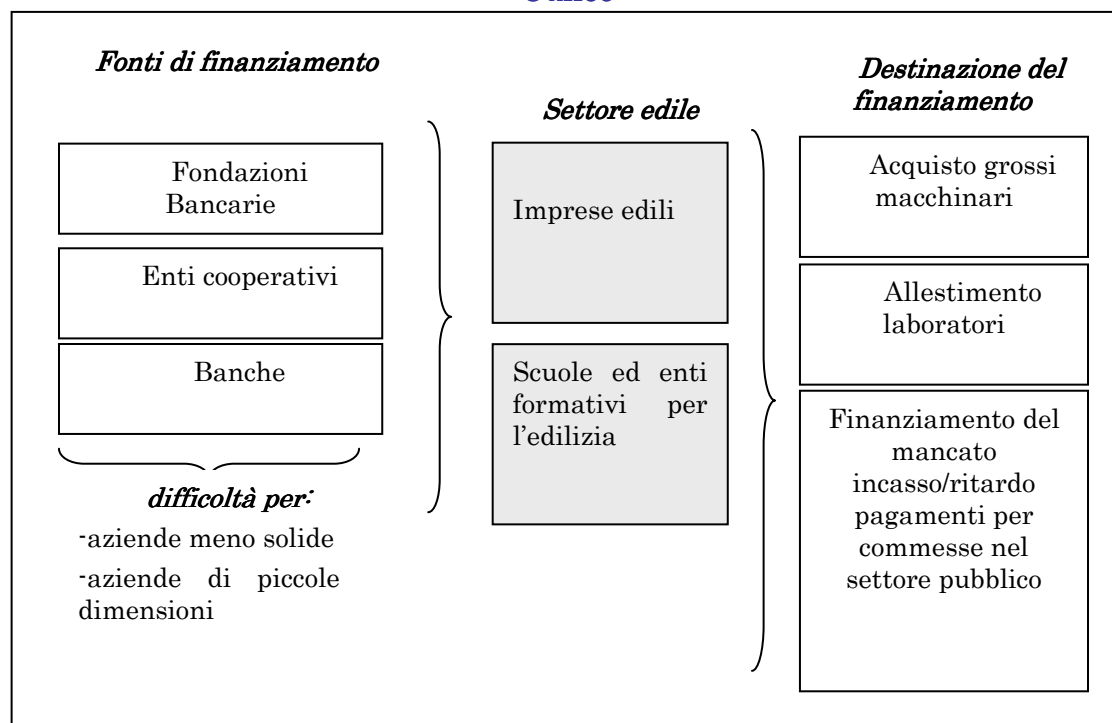 Fonti di finanziamento
Fondazioni
Bancarie
Enti cooperativi
Banche
difficoltà per:
-aziende meno solide
-aziende di piccole
dimensioni
Settore edile
Imprese edili
Scuole ed enti
formativi per
l'edilizia
Destinazione del
finanziamento
Acquisto grossi
macchinari
Allestimento
laboratori
Finanziamento del
mancato
incasso/ritardo
pagamenti per
commesse nel
settore pubblico